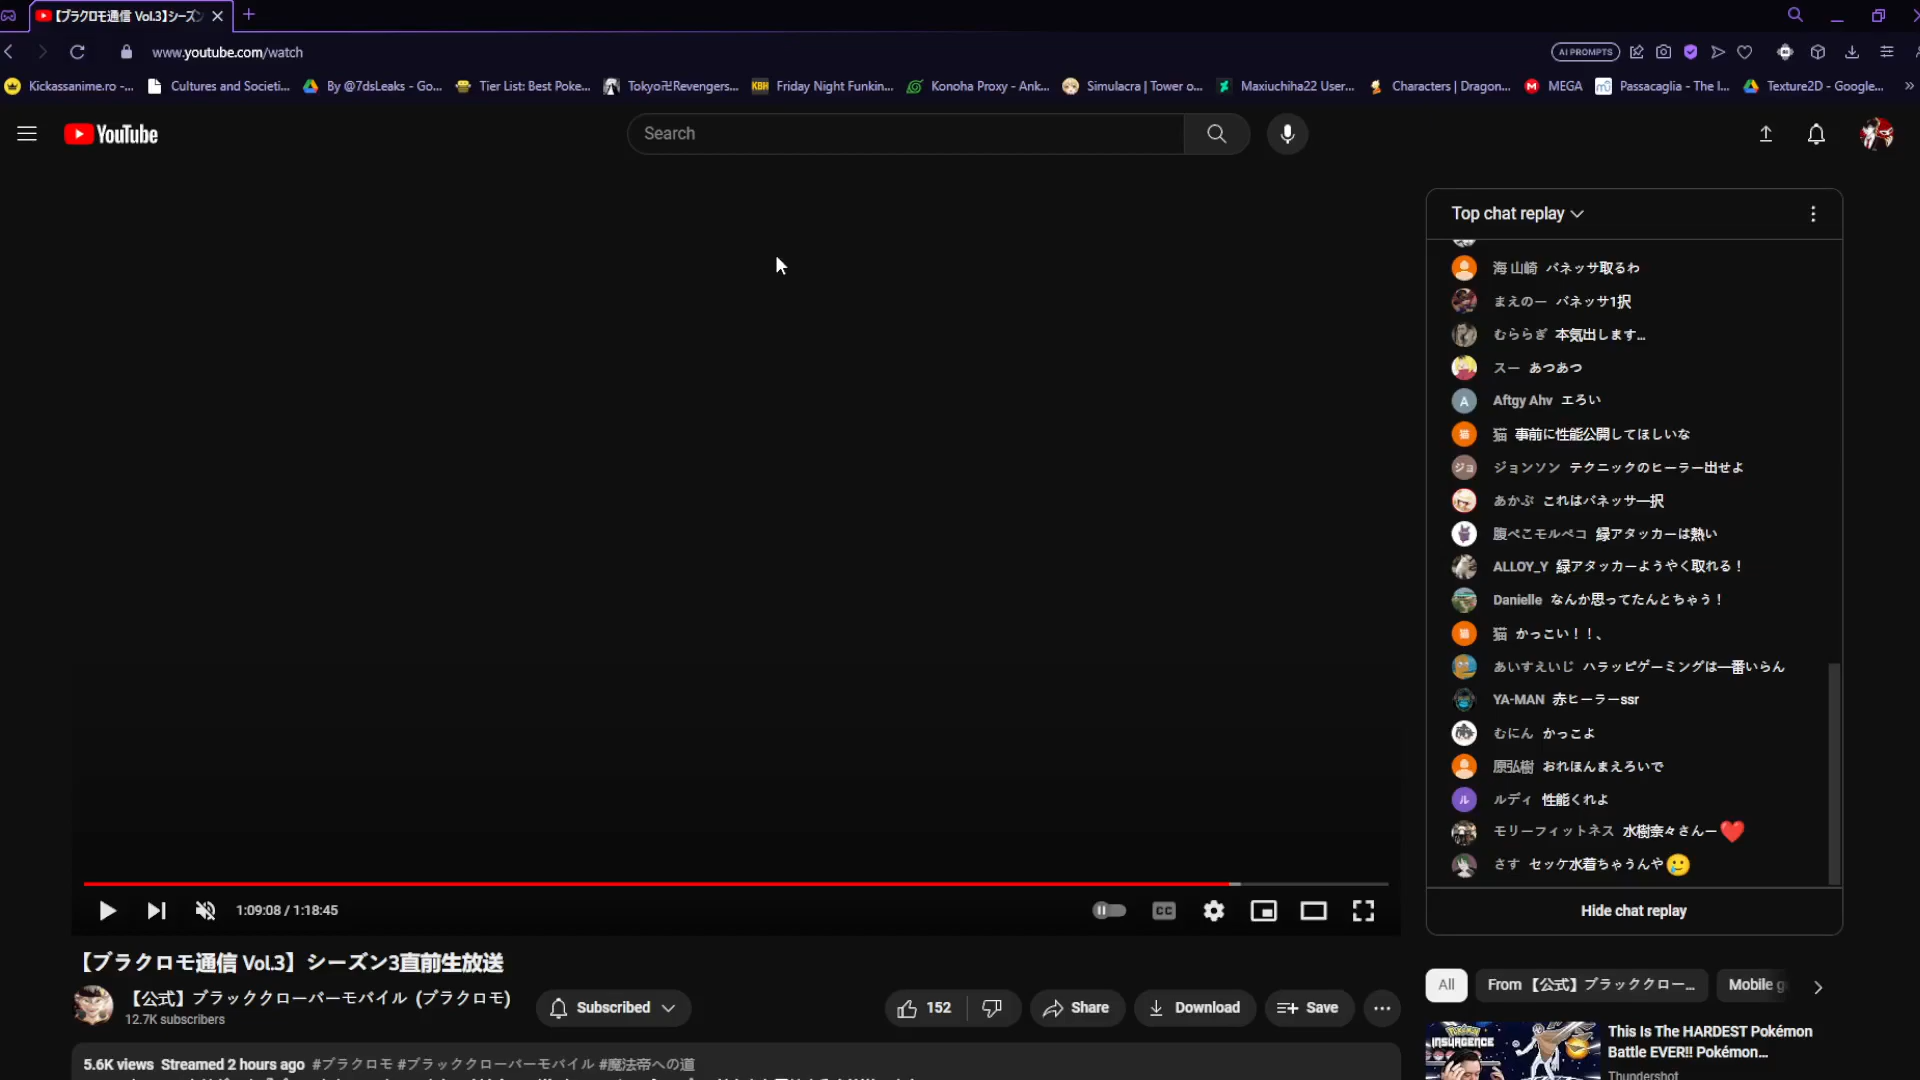 【ブラクロモ通信 Vol.3】シーズン
www.youtube.com/watch
AI PROMPTS
Kickassanime.ro -...
Cultures and Societi...
By @7dsLeaks - Go...
Tier List: Best Poke...
Tokyo卍Revengers...
KBH
Friday Night Funkin...
Konoha Proxy - Ank...
Simulacra | Tower o...
Maxiuchiha22 User...
Characters | Dragon...
MEGA
Passacaglia - The I...
Texture2D - Google...
YouTube
Search
Top chat replay
海 山崎 バネッサ取るわ
まえのー バネッサ1択
むららぎ 本気出します...
スー あつあつ
A Aftgy Ahv エろい
猫 猫 事前に性能公開してほしいな
ジョ ジョンソン テクニックのヒーラー出せよ
あかぷ これはバネッサ一択
腹ぺこモルペコ 緑アタッカーは熱い
ALLOY_Y 緑アタッカーようやく取れる！
Danielle なんか思ってたんとちゃう！
猫 猫 かっこい！！、
あいすえいじ ハラッピゲーミングは一番いらん
YA-MAN 赤ヒーラーssr
むにん かっこよ
原弘樹 おれほんまえろいで
ル ルディ 性能くれよ
モリーフィットネス 水樹奈々さんー❤️
さす セッケ水着ちゃうんや🥲
Hide chat replay
1:09:08 / 1:18:45
CC
【ブラクロモ通信 Vol.3】シーズン3直前生放送
【公式】ブラッククローバーモバイル (ブラクロモ)
12.7K subscribers
Subscribed
152
Share
Download
Save
5.6K views Streamed 2 hours ago #ブラクロモ #ブラッククローバーモバイル #魔法帝への道
All
From 【公式】ブラッククロー...
Mobile g
INSURGENCE
This Is The HARDEST Pokémon
Battle EVER!! Pokémon...
Thundershot